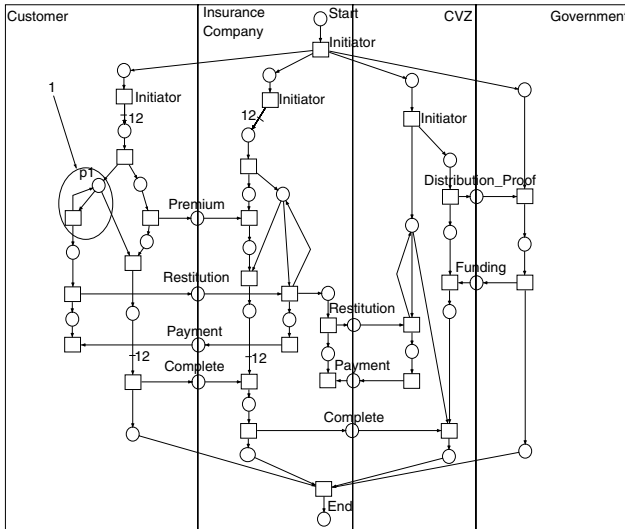 Customer
Insurance
Company
Start
CVZ
Government
Initiator
1
Initiator
12
Initiator
12
Initiator
p1
Premium
Distribution_Proof
Restitution
Funding
Restitution
Payment
12
12
Complete
Payment
Complete
End